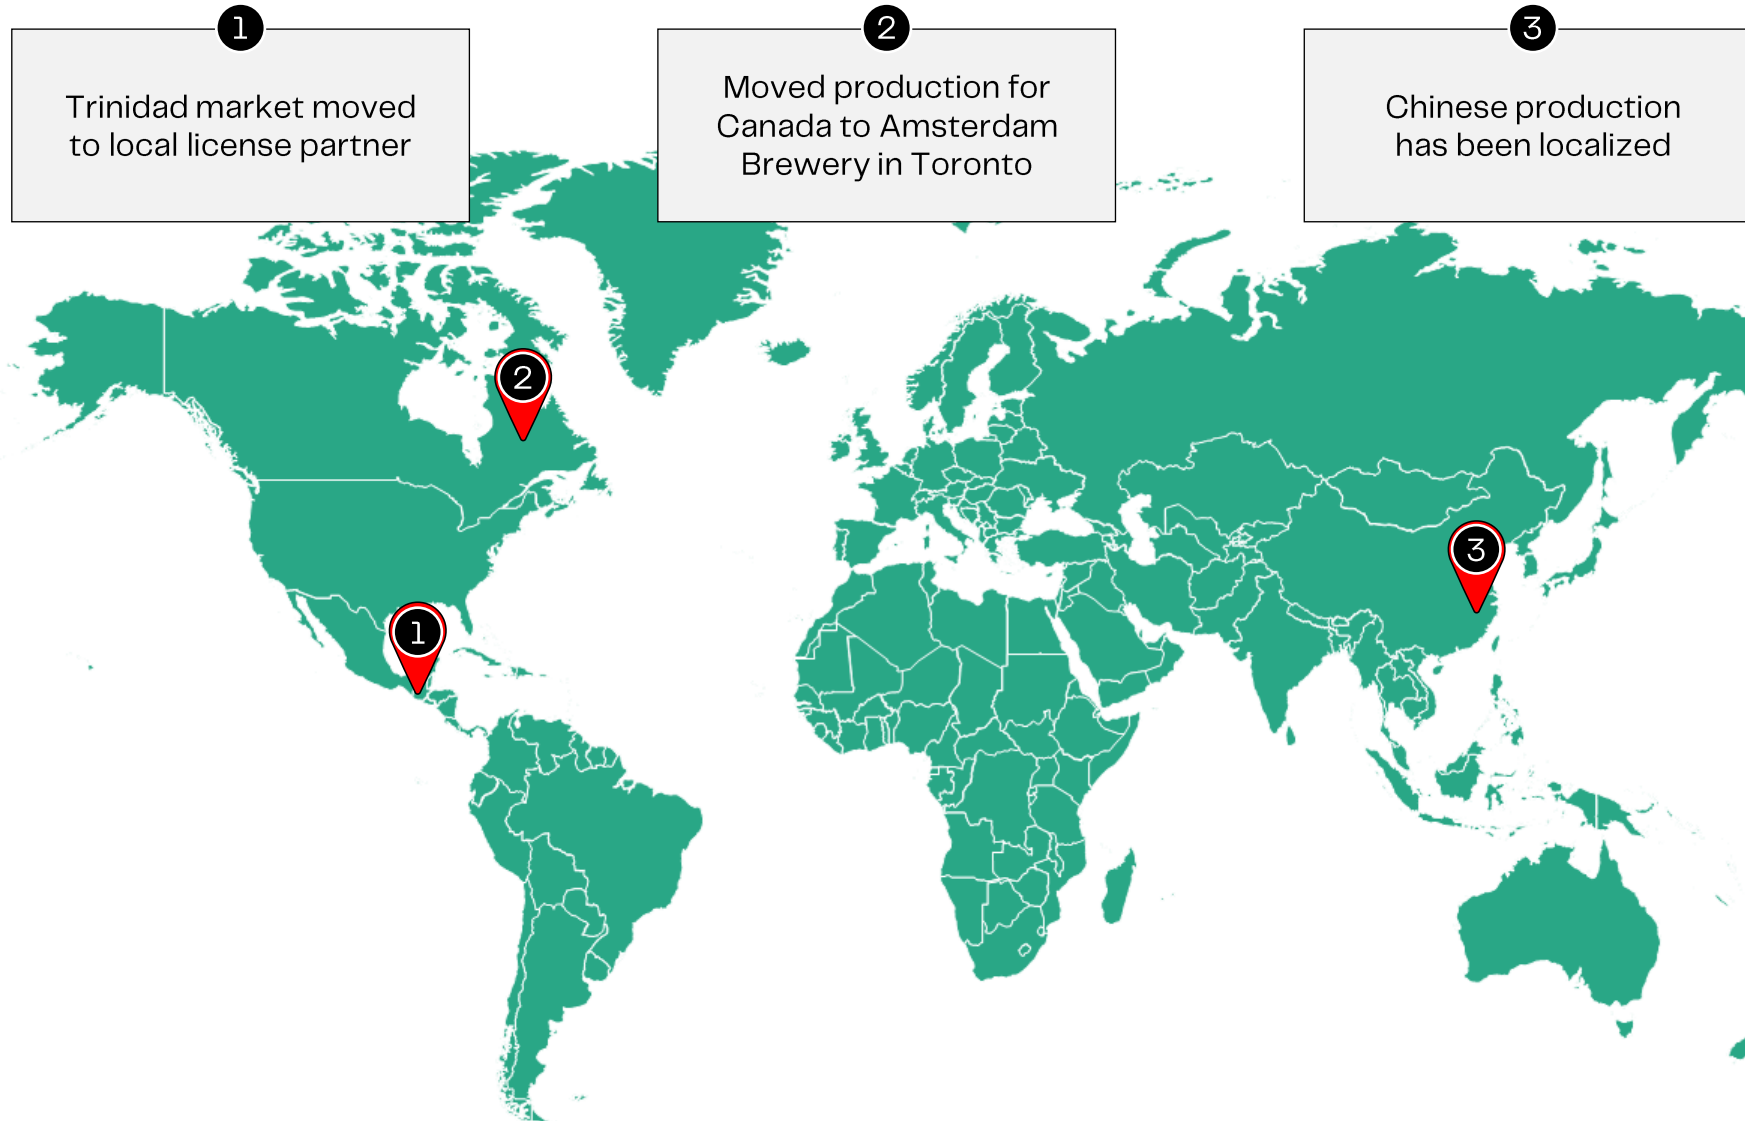 1
Trinidad market moved
to local license partner
2
Moved production for
Canada to Amsterdam
Brewery in Toronto
3
Chinese production
has been localized
2
3
1